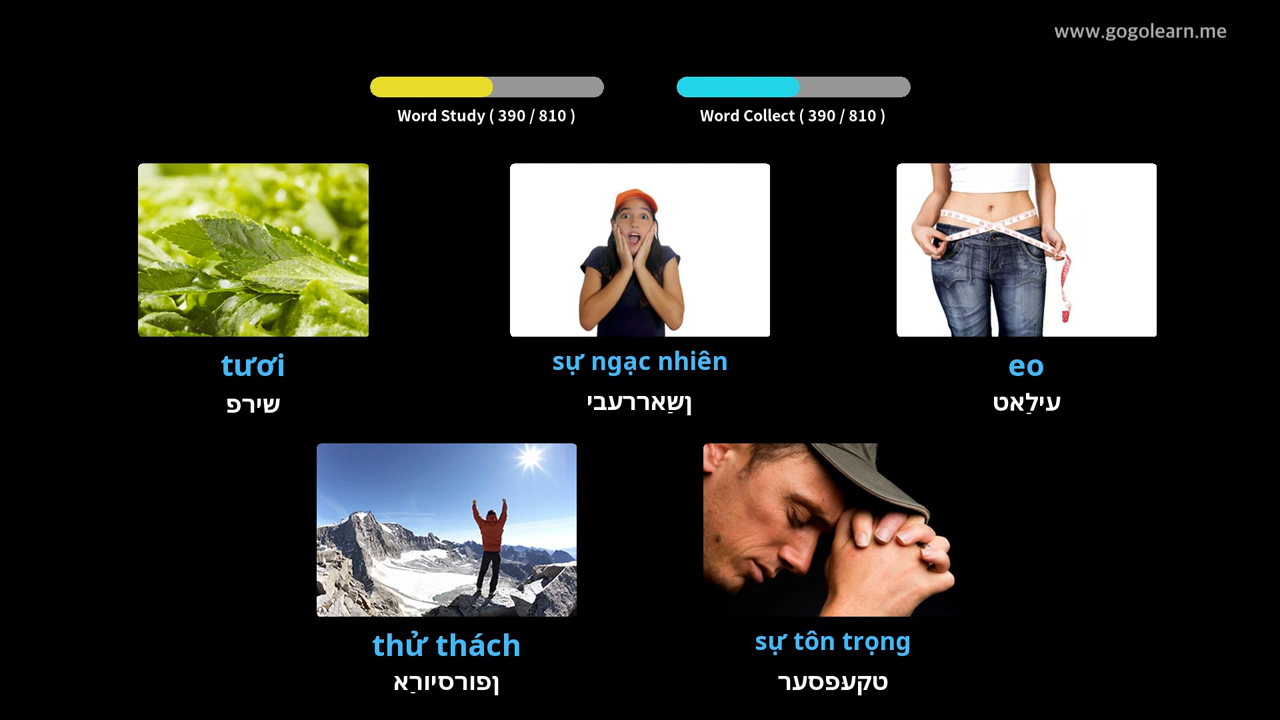 www.gogolearn.me
Word Study ( 390 / 810 )
Word Collect ( 390 / 810 )
tươi
שירפ
sự ngạc nhiên
ןשַאררעבי
eo
עילַאט
thử thách
ןפורסיורַא
sự tôn trọng
טקעפסער